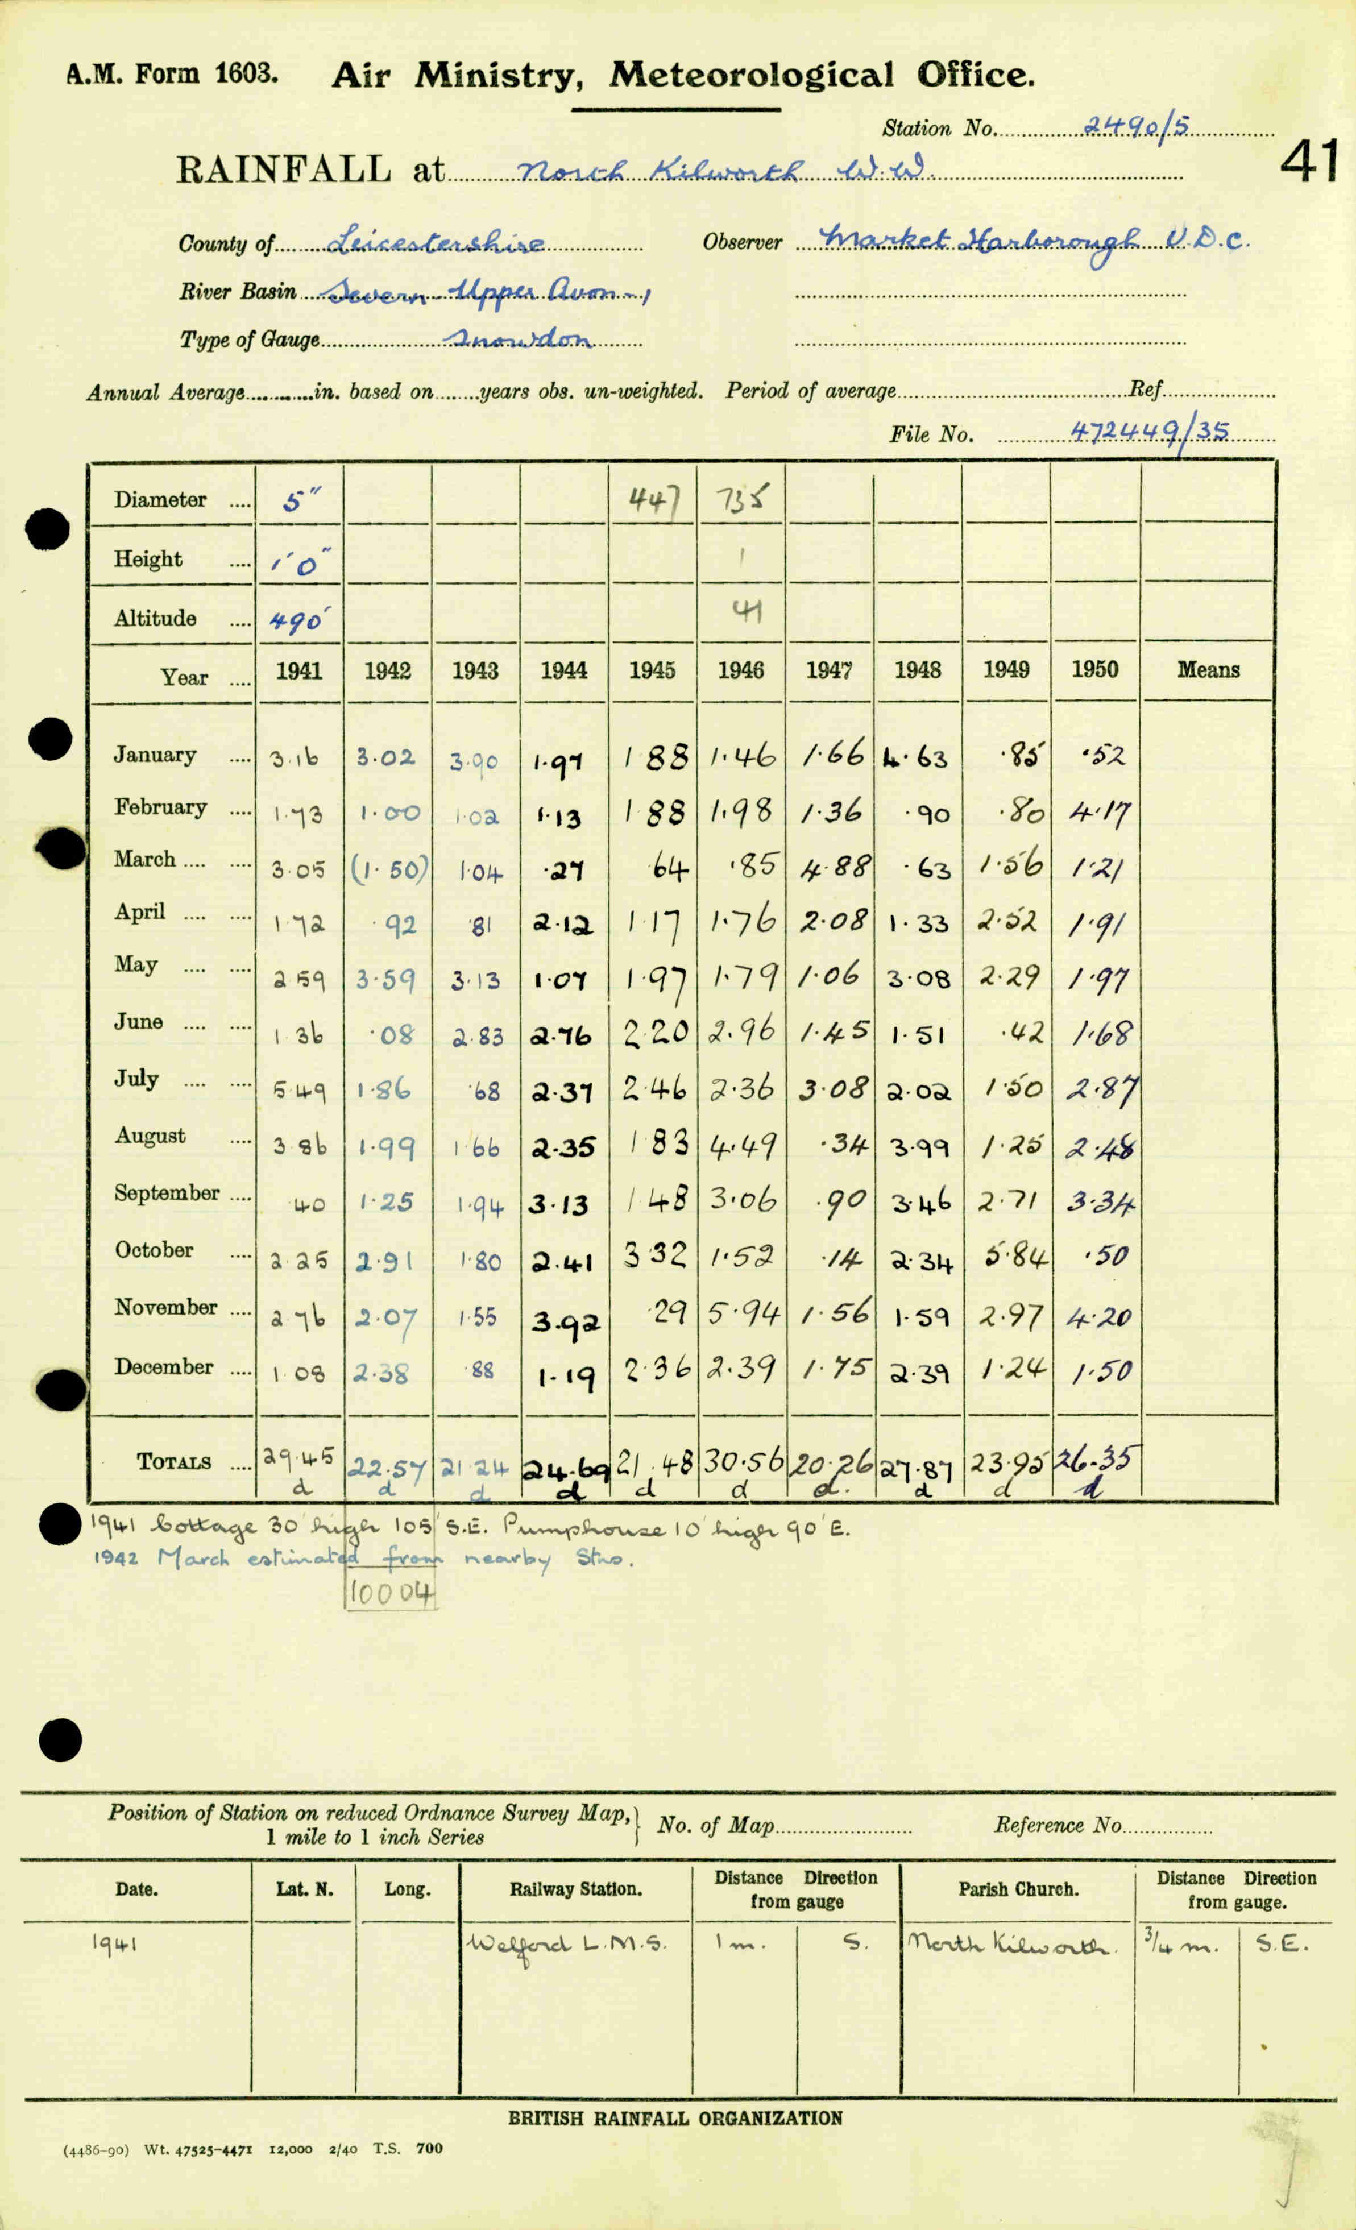 A.M. Form 1603. Air Ministry, Meteorological Office.
Station No. 2490/5
41
RAINFALL at North Kilworth W.W.
County of Leicestershire Observer Market Harborough U.D.C.
River Basin Severn Upper Avon - 1
Type of Gauge Snowdon
Annual Average in. based on years obs. un-weighted. Period of average Ref.
File No. 472449/35
Diameter .... 5" 447 735
Height .... 1'0" 1
Altitude .... 490' 41
Year .... 1941 1942 1943 1944 1945 1946 1947 1948 1949 1950 Means
January .... 3.16 3.02 3.90 1.97 1.88 1.46 1.66 4.63 .85 .52
February .... 1.73 1.00 1.02 1.13 1.88 1.98 1.36 .90 .80 4.17
March .... .... 3.05 (1.50) 1.04 .27 64 .85 4.88 .63 1.56 1.21
April .... .... 1.72 .92 .81 2.12 1.17 1.76 2.08 1.33 2.52 1.91
May .... .... 2.59 3.59 3.13 1.07 1.97 1.79 1.06 3.08 2.29 1.97
June .... .... 1.36 .08 2.83 2.76 2.20 2.96 1.45 1.51 .42 1.68
July .... .... 5.49 1.86 .68 2.37 2.46 2.36 3.08 2.02 1.50 2.87
August .... 3.86 1.99 1.66 2.35 1.83 4.49 .34 3.99 1.25 2.48
September .... .40 1.25 1.94 3.13 1.48 3.06 .90 3.46 2.71 3.34
October .... 2.25 2.91 1.80 2.41 3.32 1.52 .14 2.34 5.84 .50
November .... 2.76 2.07 1.55 3.92 .29 5.94 1.56 1.59 2.97 4.20
December .... 1.08 2.38 .88 1.19 2.36 2.39 1.75 2.39 1.24 1.50
TOTALS .... 29.45 22.57 21.24 24.69 21.48 30.56 20.26 27.87 23.95 26.35
d d d d d d d. d d d
1941 Cottage 30' high 105' S.E. Pumphouse 10' high 90' E.
1942 March estimated from nearby Stns.
10004
Position of Station on reduced Ordnance Survey Map,
1 mile to 1 inch Series
No. of Map Reference No.
Date. Lat. N. Long. Railway Station. Distance Direction from gauge Parish Church. Distance Direction from gauge.
1941 Welford L.M.S. 1 m. S. North Kilworth. 3/4 m. S.E.
BRITISH RAINFALL ORGANIZATION
(4486-90) Wt. 47525-4471 12,000 2/40 T.S. 700